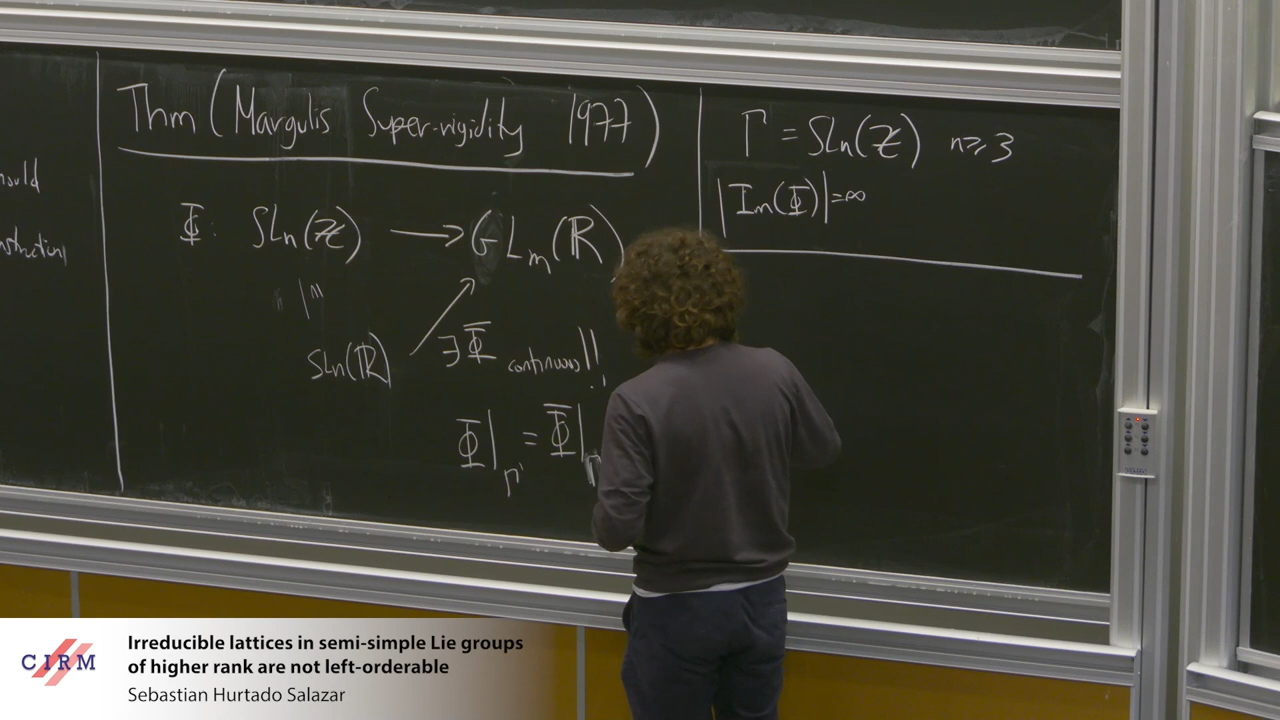 hould
nstruction
Thm (Margulis Super-rigidity 1977)
Φ: SLn(ℤ) → GLm(ℝ)
SLn(ℝ) ∃ Φ̅ continuous!!
Φ|Γ' = Φ̅|Γ'
Γ = SLn(ℤ) n≥3
|Im(Φ)|=∞
CIRM
Irreducible lattices in semi-simple Lie groups
of higher rank are not left-orderable
Sebastian Hurtado Salazar